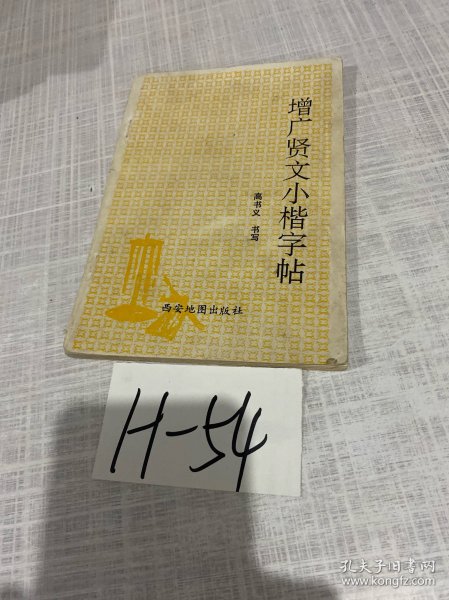 增广贤文小楷字帖
高书义 书写
西安地图出版社
H-54
孔夫子旧书网
www.kongfz.com